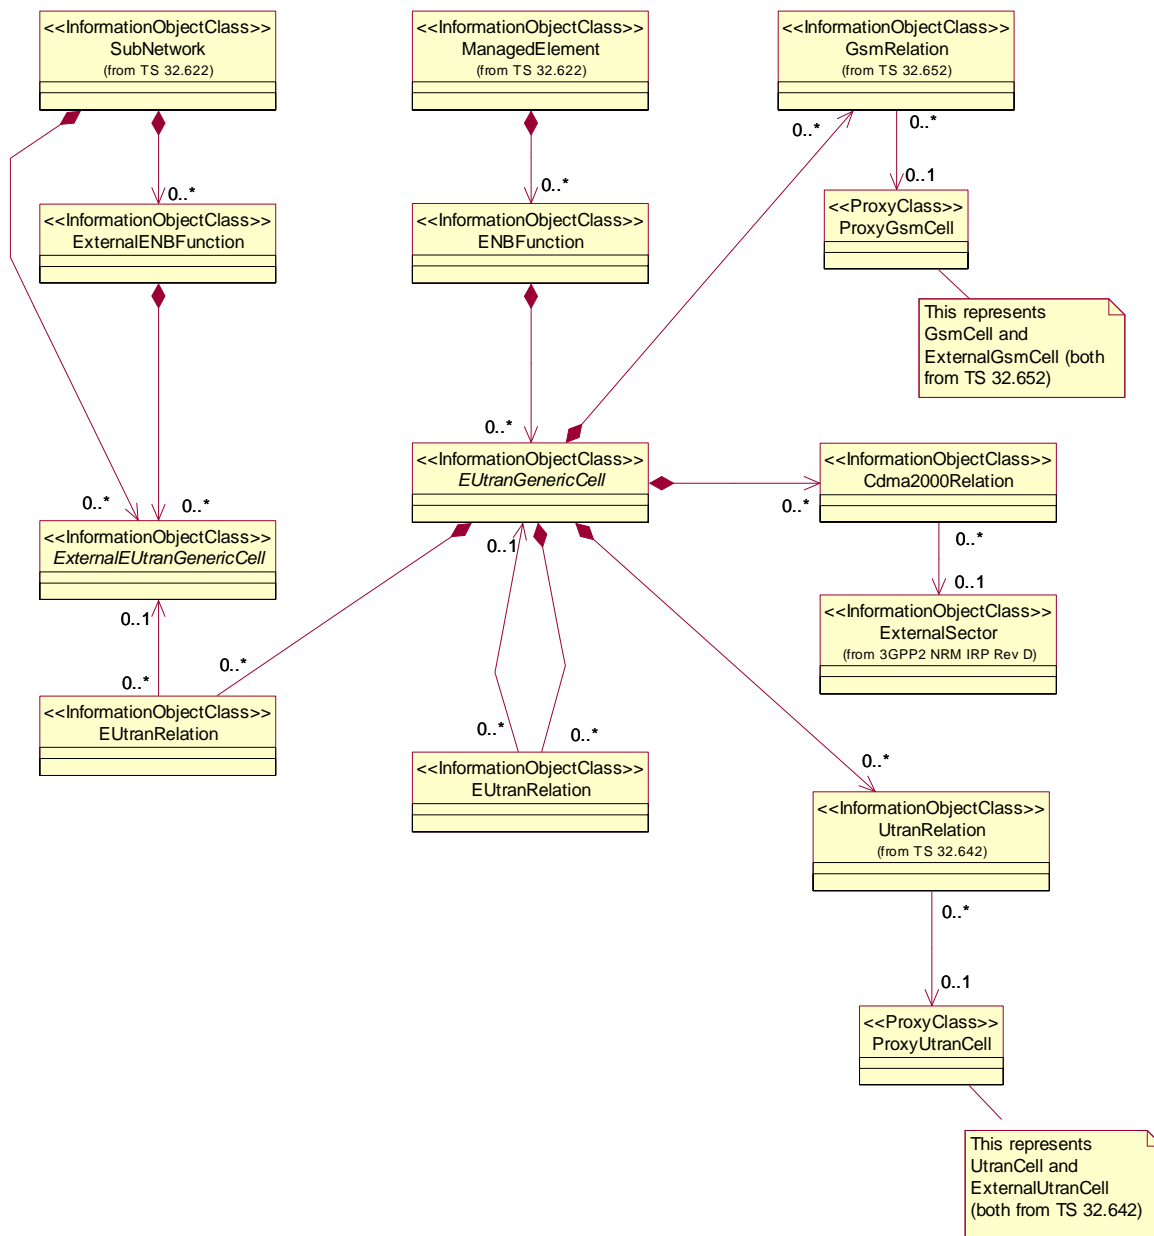 <<InformationObjectClass>>
SubNetwork
(from TS 32.622)
<<InformationObjectClass>>
ManagedElement
(from TS 32.622)
<<InformationObjectClass>>
GsmRelation
(from TS 32.652)
0..*
0..*
0..*
0..*
0..1
<<InformationObjectClass>>
ExternalENBFunction
<<InformationObjectClass>>
ENBFunction
<<ProxyClass>>
ProxyGsmCell
This represents
GsmCell and
ExternalGsmCell (both
from TS 32.652)
0..*
0..*
0..*
<<InformationObjectClass>>
EUtranGenericCell
<<InformationObjectClass>>
Cdma2000Relation
0..*
<<InformationObjectClass>>
ExternalEUtranGenericCell
0..1
0..*
0..1
0..1
<<InformationObjectClass>>
ExternalSector
(from 3GPP2 NRM IRP Rev D)
0..*
0..*
<<InformationObjectClass>>
EUtranRelation
0..*
0..*
<<InformationObjectClass>>
EUtranRelation
0..*
<<InformationObjectClass>>
UtranRelation
(from TS 32.642)
0..*
0..1
<<ProxyClass>>
ProxyUtranCell
This represents
UtranCell and
ExternalUtranCell
(both from TS 32.642)